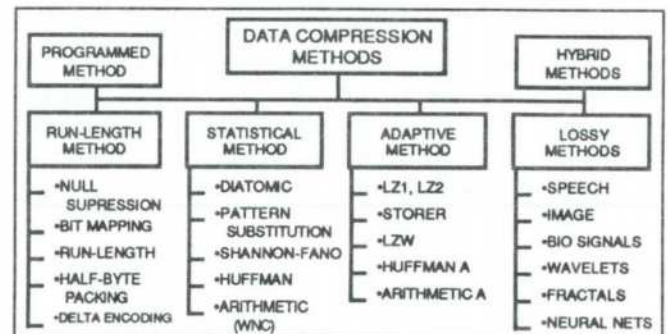 DATA COMPRESSION
METHODS
PROGRAMMED
METHOD
HYBRID
METHODS
RUN-LENGTH
METHOD
•NULL
SUPRESSION
•BIT MAPPING
•RUN-LENGTH
•HALF-BYTE
PACKING
•DELTA ENCODING
STATISTICAL
METHOD
•DIATOMIC
•PATTERN
SUBSTITUTION
•SHANNON-FANO
•HUFFMAN
•ARITHMETIC
(WNC)
ADAPTIVE
METHOD
•LZ1, LZ2
•STORER
•LZW
•HUFFMAN A
•ARITHMETIC A
LOSSY
METHODS
•SPEECH
•IMAGE
•BIO SIGNALS
•WAVELETS
•FRACTALS
•NEURAL NETS